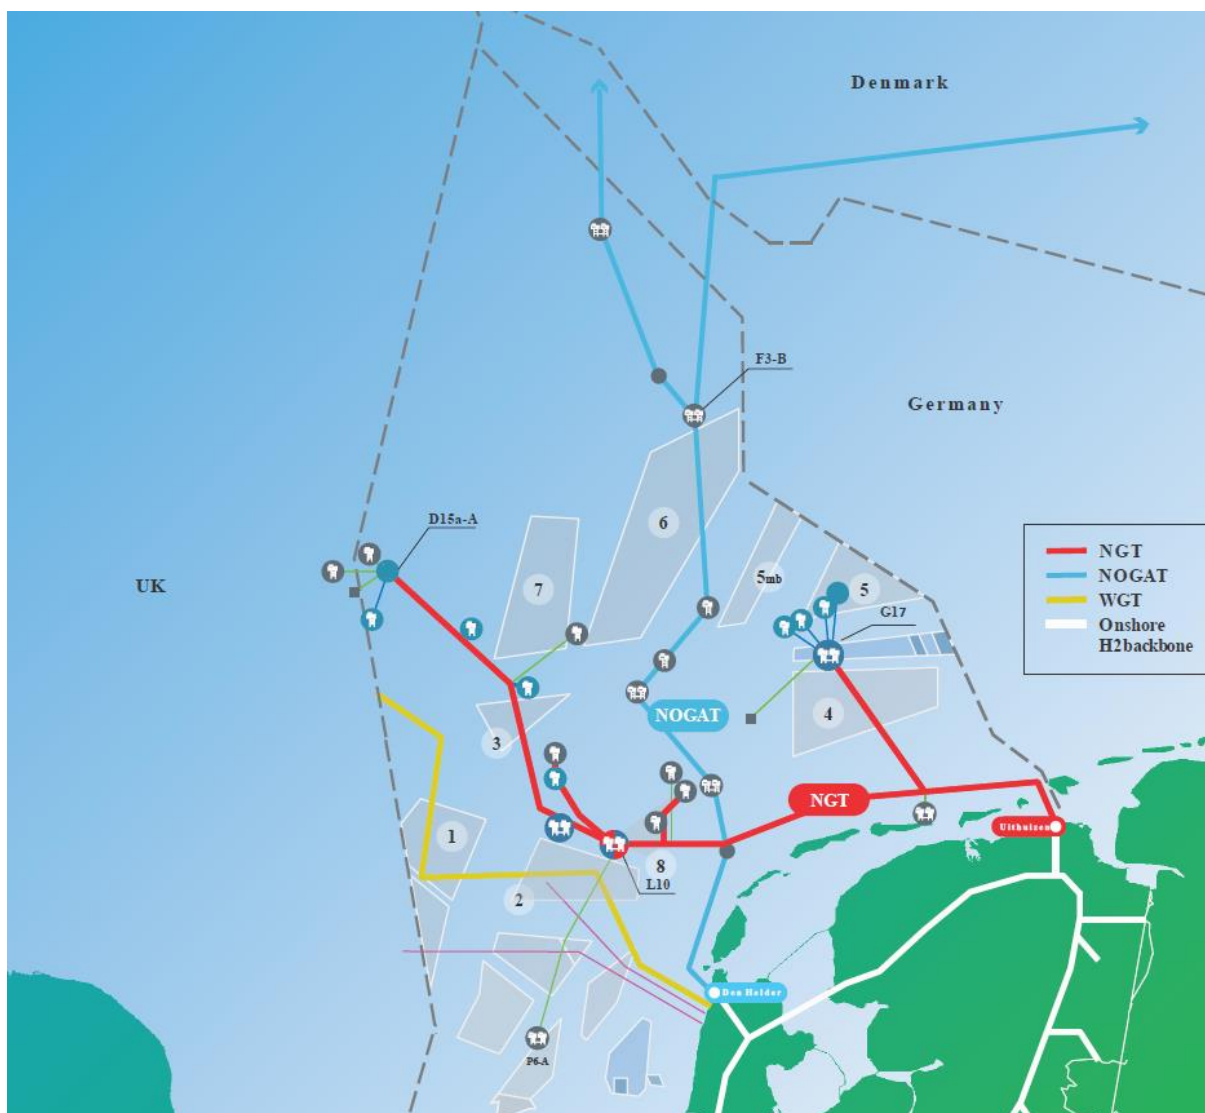 Denmark
F3-B
Germany
D15a-A
6
UK
7
5mb
5
G17
NGT
NOGAT
WGT
Onshore
H2backbone
NOGAT
4
3
NGT
Uithuizen
1
8
L10
2
Den Helder
P6-A